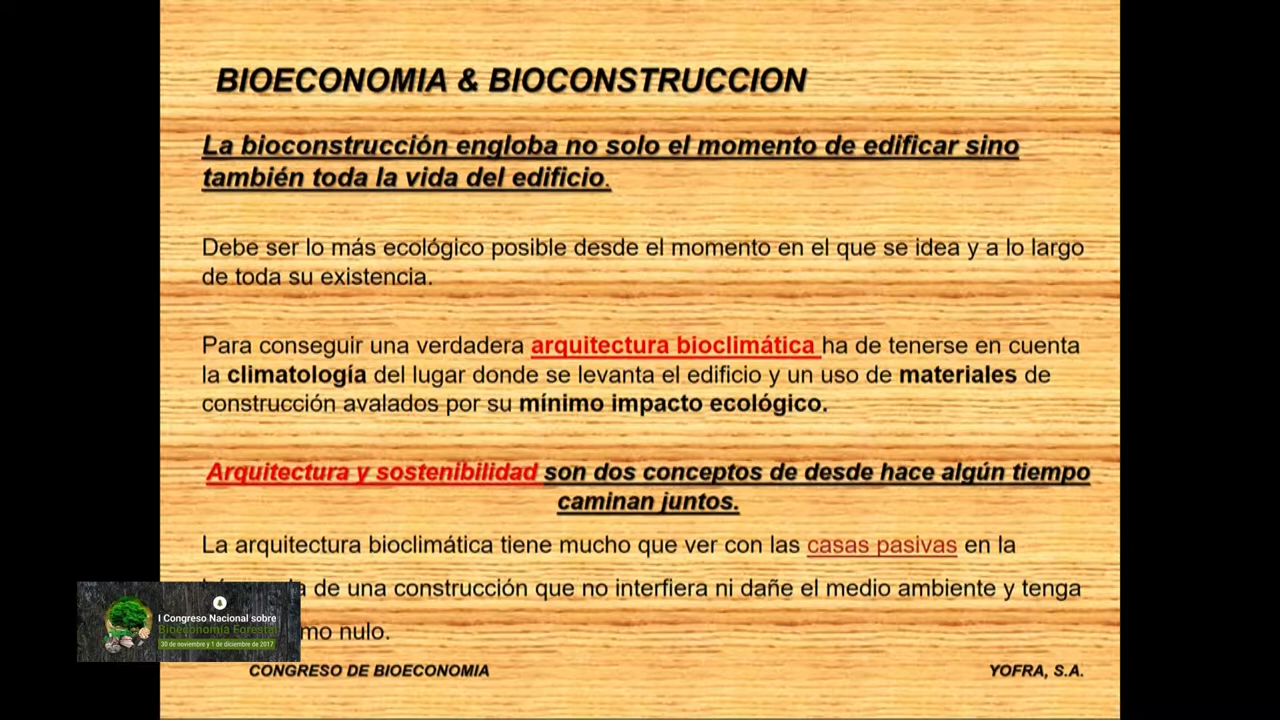 BIOECONOMIA & BIOCONSTRUCCION
La bioconstrucción engloba no solo el momento de edificar sino
también toda la vida del edificio.
Debe ser lo más ecológico posible desde el momento en el que se idea y a lo largo
de toda su existencia.
Para conseguir una verdadera arquitectura bioclimática ha de tenerse en cuenta
la climatología del lugar donde se levanta el edificio y un uso de materiales de
construcción avalados por su mínimo impacto ecológico.
Arquitectura y sostenibilidad son dos conceptos de desde hace algún tiempo
caminan juntos.
La arquitectura bioclimática tiene mucho que ver con las casas pasivas en la
de una construcción que no interfiera ni dañe el medio ambiente y tenga
nulo.
I Congreso Nacional sobre
Bioeconomía Forestal
30 de noviembre y 1 de diciembre de 2017
CONGRESO DE BIOECONOMIA
YOFRA, S.A.